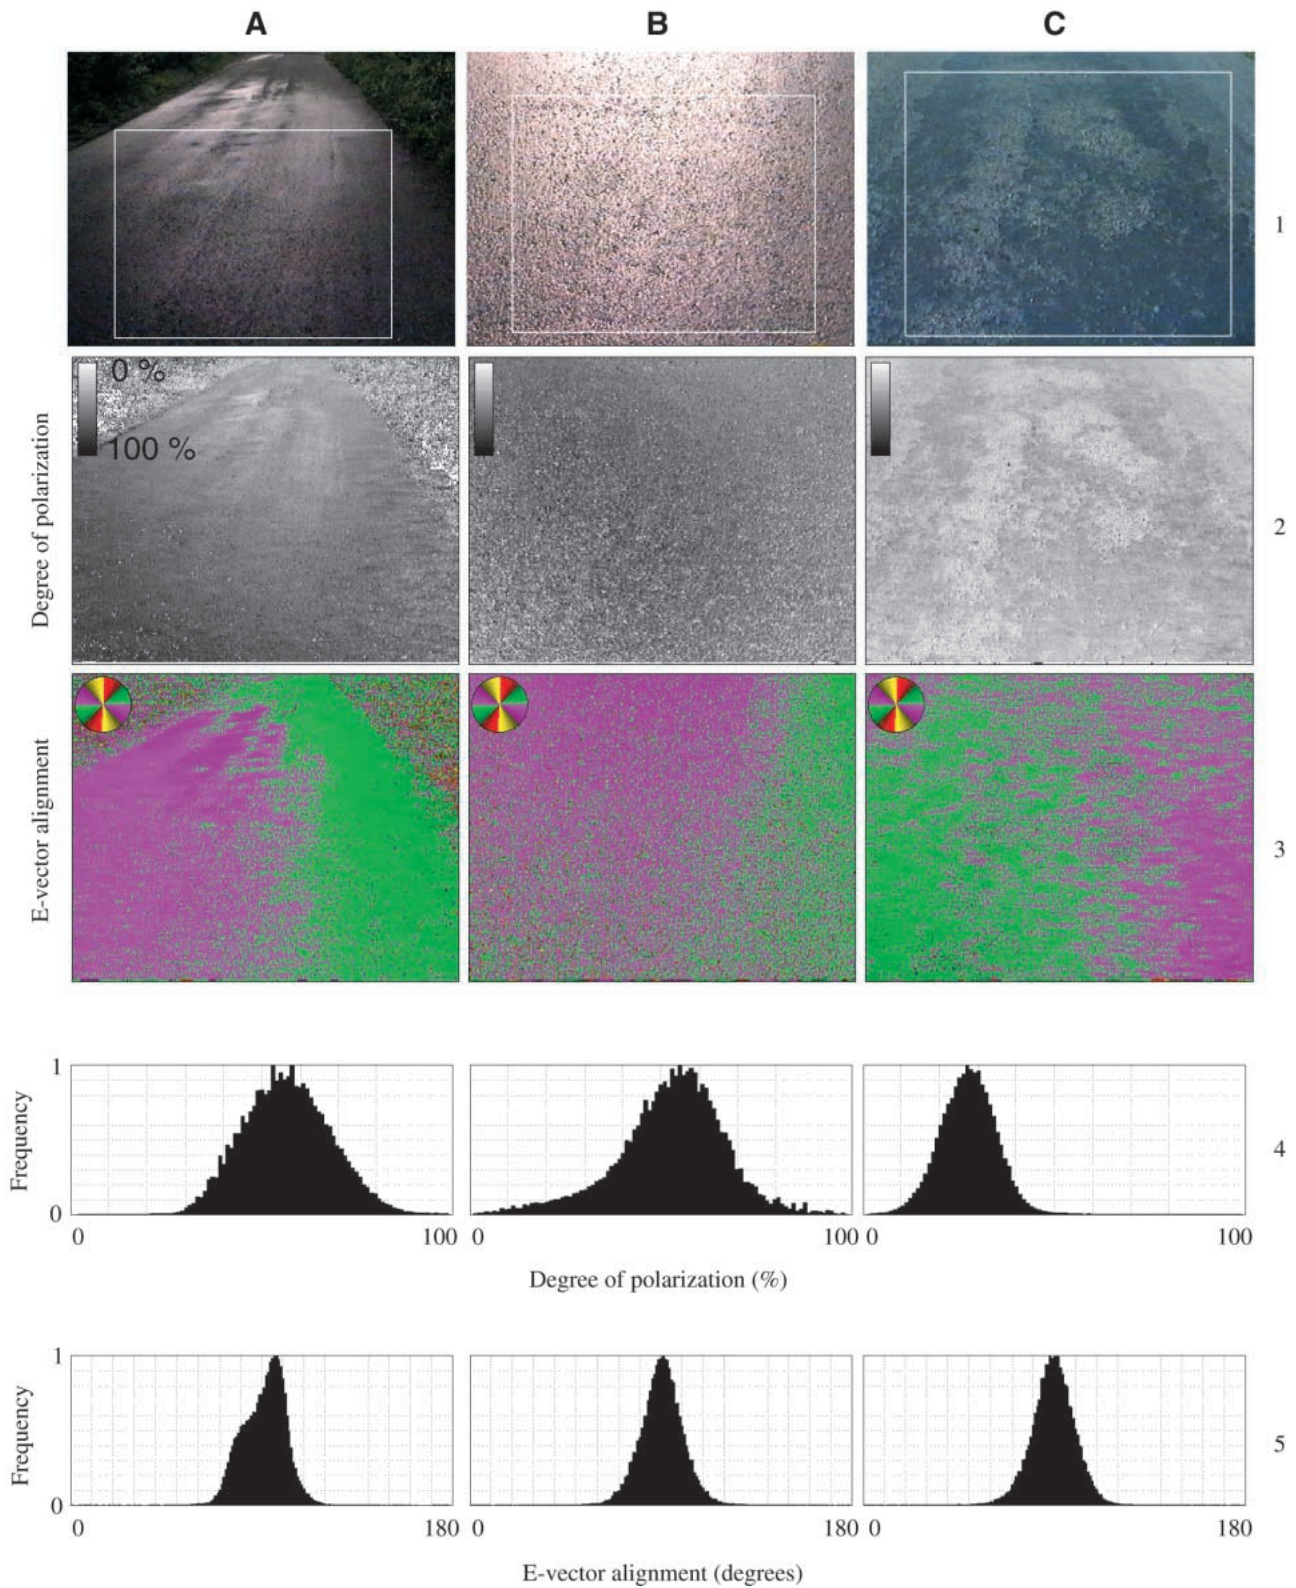 A B C
1
0 %
100 %
Degree of polarization
2
E-vector alignment
3
1
Frequency
0
4
0 100 0 100 0 100
Degree of polarization (%)
1
Frequency
0
5
0 180 0 180 0 180
E-vector alignment (degrees)